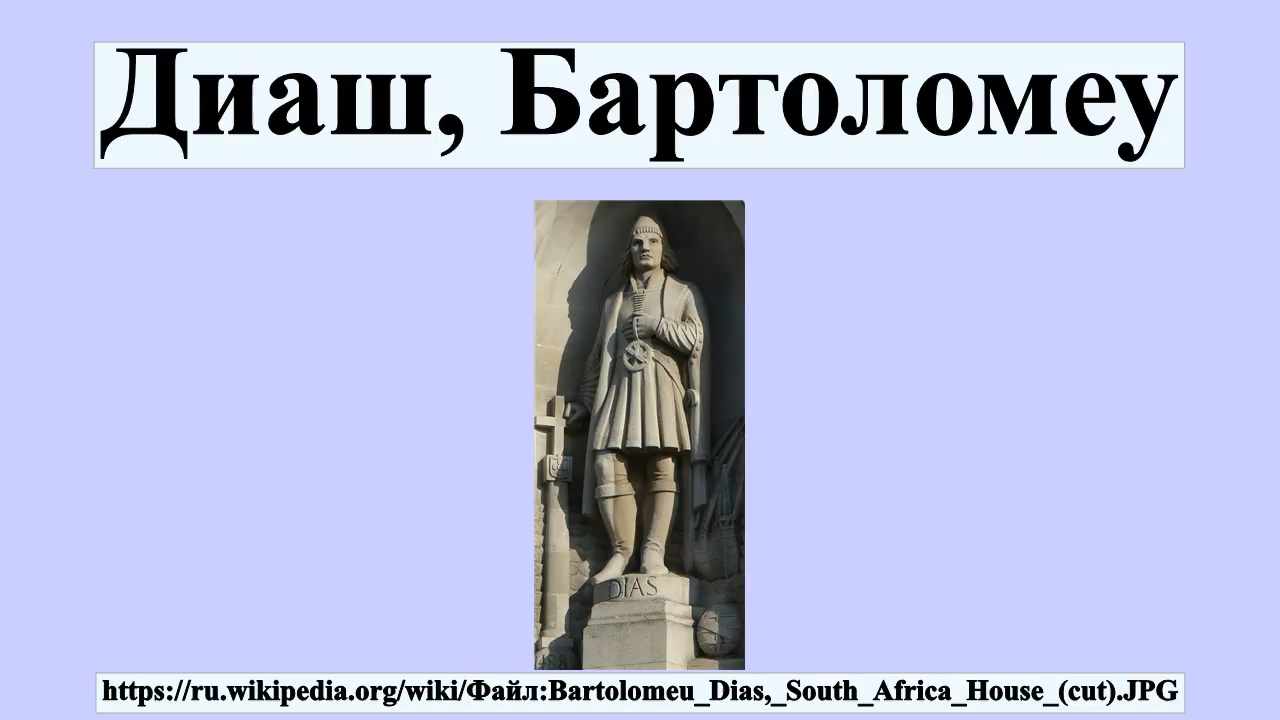 Диаш, Бартоломеу
DIAS
https://ru.wikipedia.org/wiki/Файл:Bartolomeu_Dias,_South_Africa_House_(cut).JPG